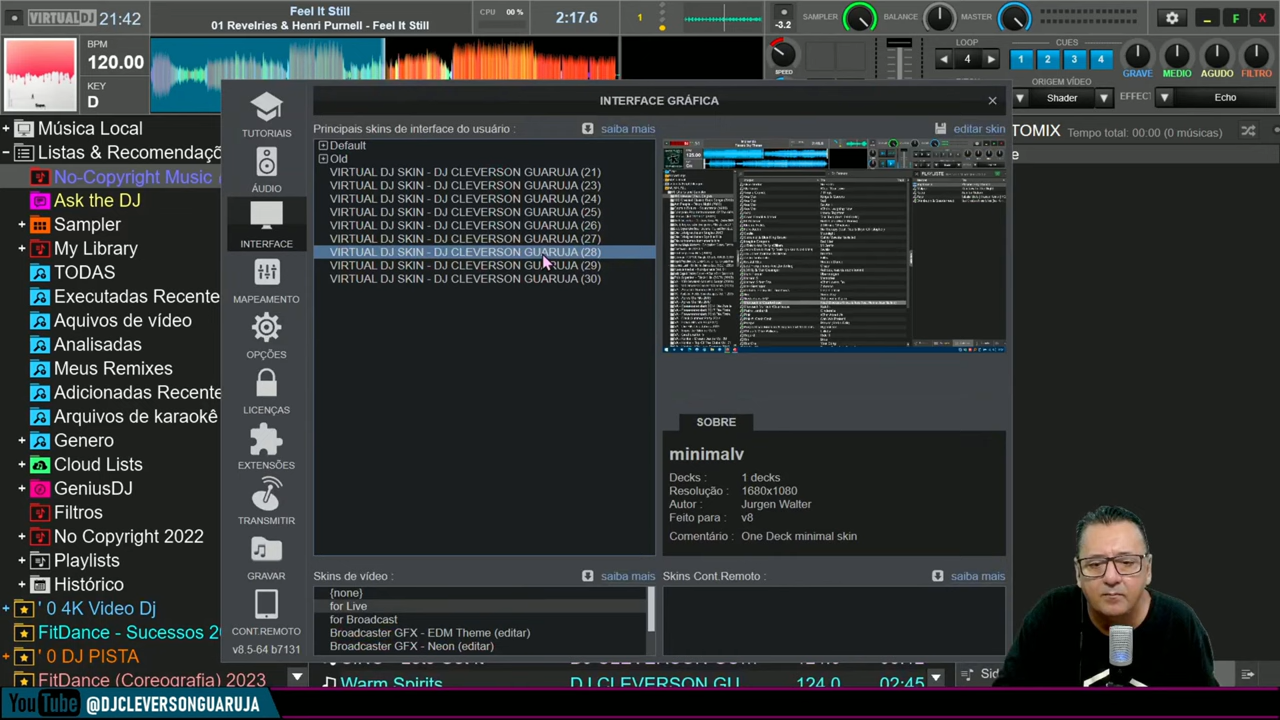 VIRTUALDJ 21:42
Feel It Still
01 Revelries & Henri Purnell - Feel It Still
CPU 00 %
2:17.6
1
-3.2
SAMPLER
BALANCE
MASTER
F
X
BPM
120.00
KEY
D
SPEED
LOOP
4
CUES
1 2 3 4
ORIGEM VÍDEO
Shader
GRAVE
MEDIO
AGUDO
FILTRO
EFFECT
Echo
Música Local
Listas & Recomendaçõ
No-Copyright Music
Ask the DJ
Sampler
My Library
TODAS
Executadas Recente
Aquivos de vídeo
Analisadas
Meus Remixes
Adicionadas Recente
Arquivos de karaokê
Genero
Cloud Lists
GeniusDJ
Filtros
No Copyright 2022
Playlists
Histórico
' 0 4K Video Dj
FitDance - Sucessos 20
' 0 DJ PISTA
FitDance (Coreografia) 2023
TUTORIAIS
ÁUDIO
INTERFACE
MAPEAMENTO
OPÇÕES
LICENÇAS
EXTENSÕES
TRANSMITIR
GRAVAR
CONT.REMOTO
v8.5-64 b7131
INTERFACE GRÁFICA
Principais skins de interface do usuário :
saiba mais
editar skin
Default
Old
VIRTUAL DJ SKIN - DJ CLEVERSON GUARUJA (21)
VIRTUAL DJ SKIN - DJ CLEVERSON GUARUJA (23)
VIRTUAL DJ SKIN - DJ CLEVERSON GUARUJA (24)
VIRTUAL DJ SKIN - DJ CLEVERSON GUARUJA (25)
VIRTUAL DJ SKIN - DJ CLEVERSON GUARUJA (26)
VIRTUAL DJ SKIN - DJ CLEVERSON GUARUJA (27)
VIRTUAL DJ SKIN - DJ CLEVERSON GUARUJA (28)
VIRTUAL DJ SKIN - DJ CLEVERSON GUARUJA (29)
VIRTUAL DJ SKIN - DJ CLEVERSON GUARUJA (30)
SOBRE
minimalv
Decks : 1 decks
Resolução : 1680x1080
Autor : Jurgen Walter
Feito para : v8
Comentário : One Deck minimal skin
Skins de vídeo :
saiba mais
{none}
for Live
for Broadcast
Broadcaster GFX - EDM Theme (editar)
Broadcaster GFX - Neon (editar)
Skins Cont.Remoto :
saiba mais
TOMIX Tempo total: 00:00 (0 músicas)
Warm Spirits
124.0
02:45
Sid
YouTube @DJCLEVERSONGUARUJA